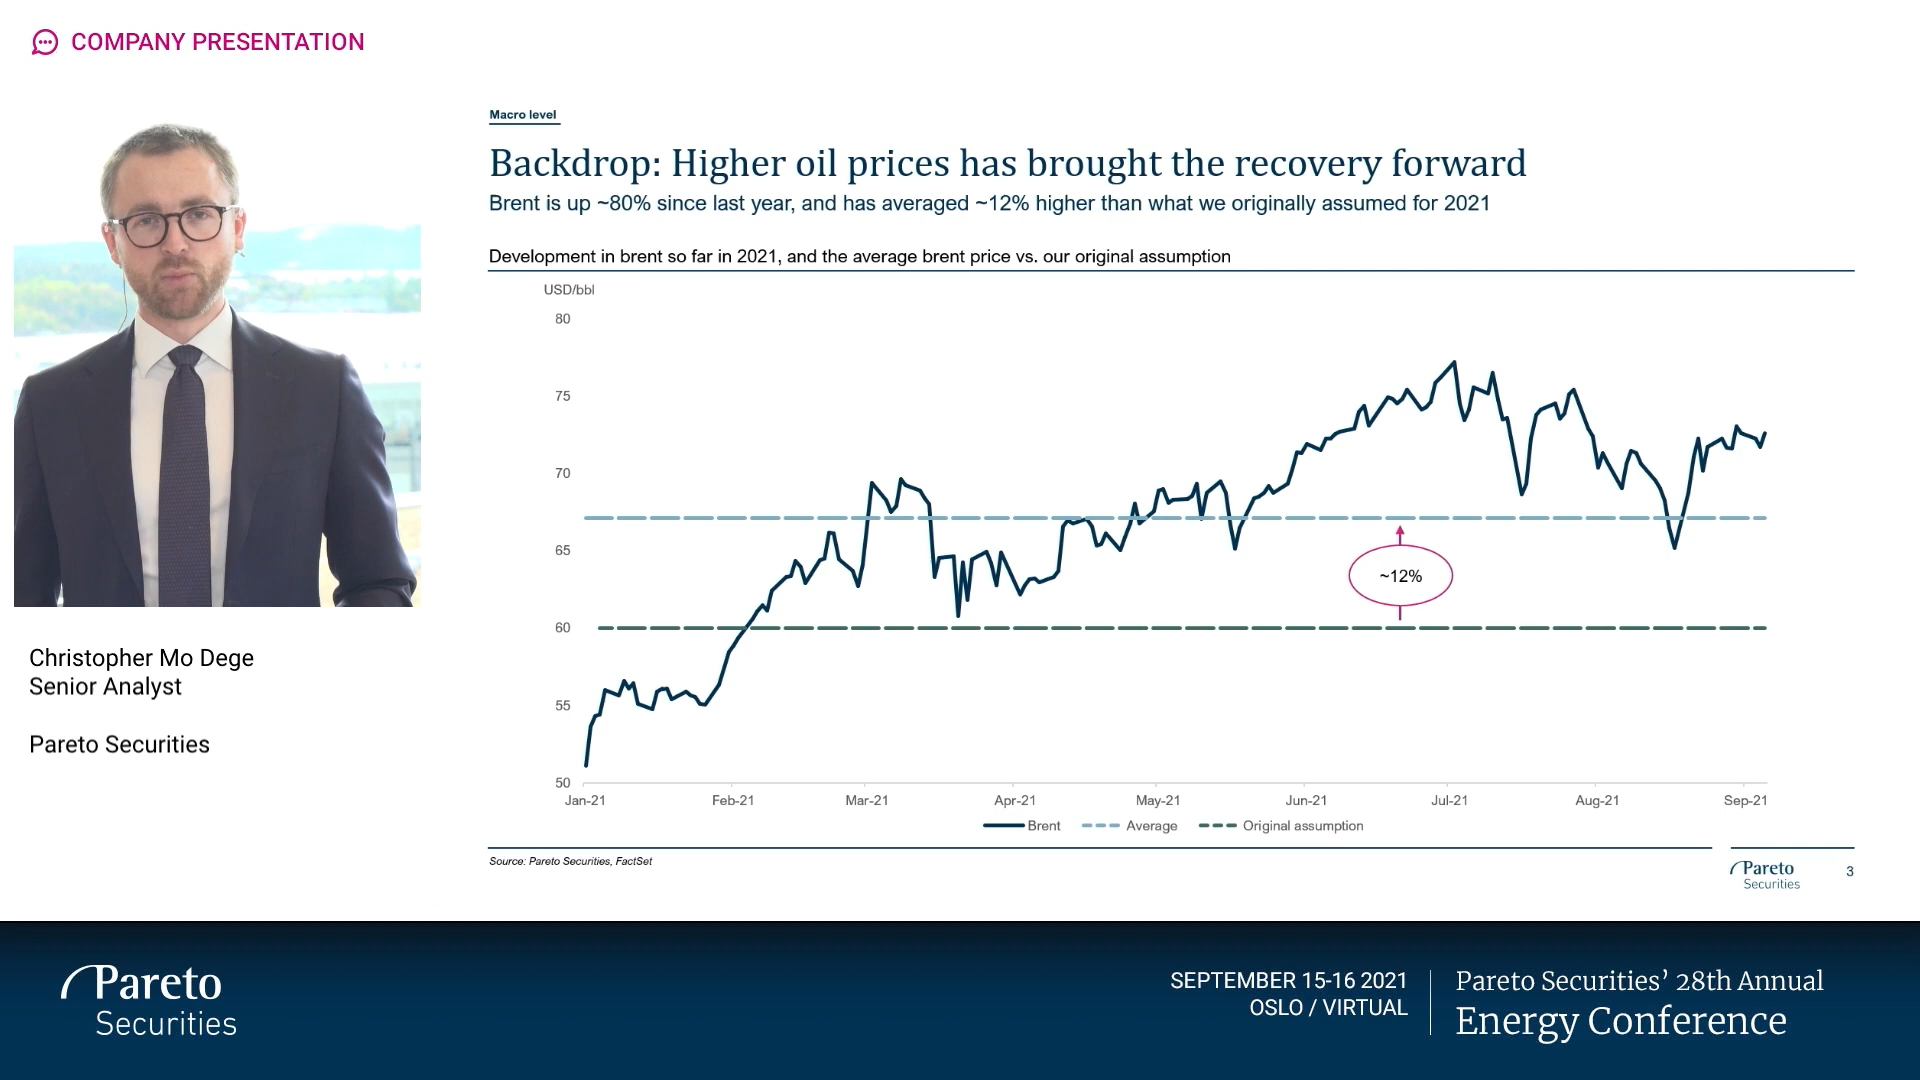 COMPANY PRESENTATION
Macro level
Backdrop: Higher oil prices has brought the recovery forward
Brent is up ~80% since last year, and has averaged ~12% higher than what we originally assumed for 2021
Development in brent so far in 2021, and the average brent price vs. our original assumption
USD/bbl
80
75
70
65
60
55
50
~12%
Jan-21 Feb-21 Mar-21 Apr-21 May-21 Jun-21 Jul-21 Aug-21 Sep-21
Brent Average Original assumption
Source: Pareto Securities, FactSet
Pareto
Securities
3
Christopher Mo Dege
Senior Analyst
Pareto Securities
Pareto
Securities
SEPTEMBER 15-16 2021
OSLO / VIRTUAL
Pareto Securities’ 28th Annual
Energy Conference